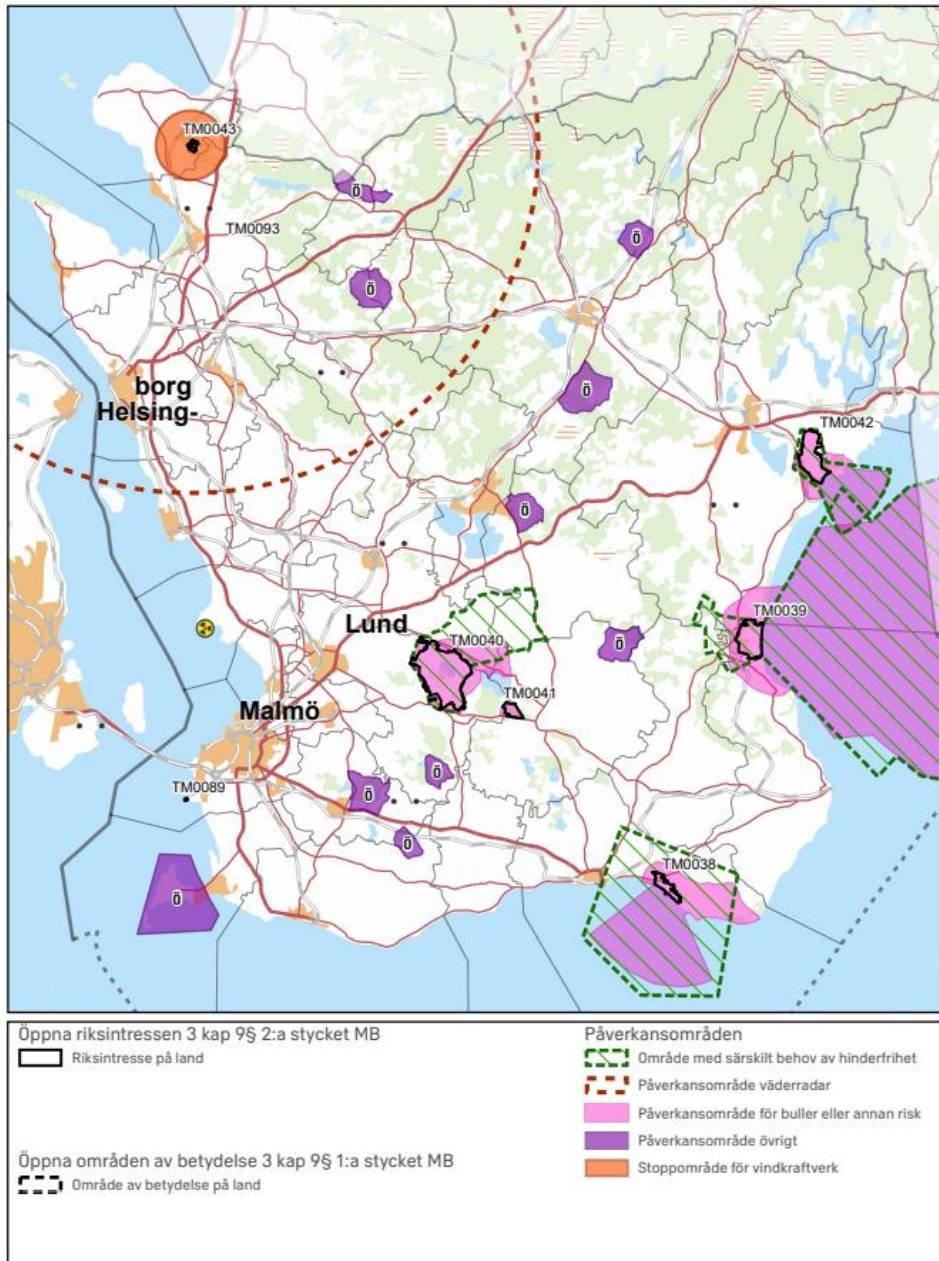 TM0043
Ö
TM0093
Ö
Ö
borg
Helsing-
Ö
TM0042
Ö
Lund
TM0040
TM0039
Ö
TM0041
Malmö
Ö
Ö
TM0089
Ö
TM0038
Ö
Öppna riksintressen 3 kap 9§ 2:a stycket MB
Riksintresse på land
Öppna områden av betydelse 3 kap 9§ 1:a stycket MB
Område av betydelse på land
Påverkansområden
Område med särskilt behov av hinderfrihet
Påverkansområde väderradar
Påverkansområde för buller eller annan risk
Påverkansområde övrigt
Stoppområde för vindkraftverk